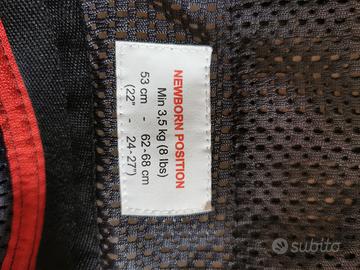 NEWBORN POSITION
Min 3,5 kg (8 lbs)
53 cm - 62-68 cm
(22" - 24-27")
subito